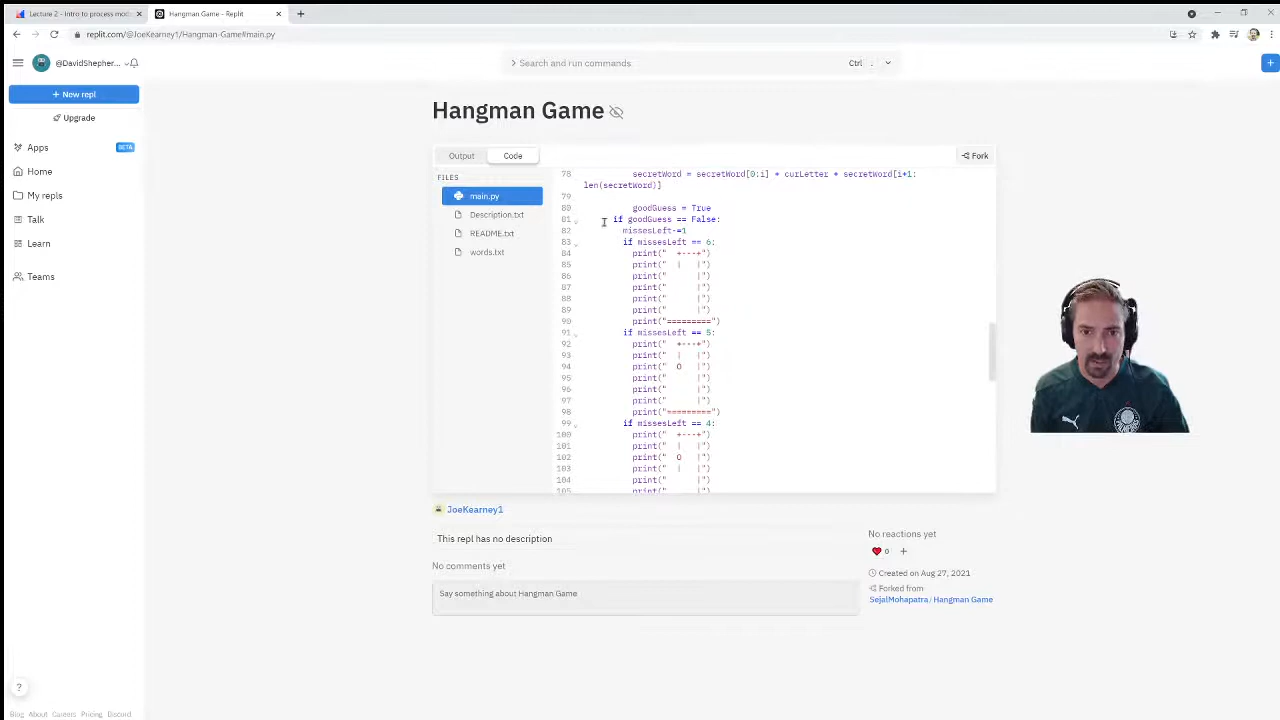 Lecture 2 - Intro to process mod
Hangman Game - Replit
replit.com/@JoeKearney1/Hangman-Game#main.py
@DavidShepher...
Search and run commands
Ctrl .
+ New repl
Upgrade
Apps
BETA
Home
My repls
Talk
Learn
Teams
Hangman Game
Output
Code
Fork
FILES
main.py
Description.txt
README.txt
words.txt
78 secretWord = secretWord[0:i] + curLetter + secretWord[i+1:
len(secretWord)]
79
80 goodGuess = True
81 if goodGuess == False:
82 missesLeft-=1
83 if missesLeft == 6:
84 print("  +---+")
85 print("  |   |")
86 print("      |")
87 print("      |")
88 print("      |")
89 print("      |")
90 print("=========")
91 if missesLeft == 5:
92 print("  +---+")
93 print("  |   |")
94 print("  O   |")
95 print("      |")
96 print("      |")
97 print("      |")
98 print("=========")
99 if missesLeft == 4:
100 print("  +---+")
101 print("  |   |")
102 print("  O   |")
103 print("  |   |")
104 print("      |")
105 print("      |")
JoeKearney1
This repl has no description
No comments yet
Say something about Hangman Game
No reactions yet
0 +
Created on Aug 27, 2021
Forked from
SejalMohapatra/Hangman Game
?
Blog About Careers Pricing Discord